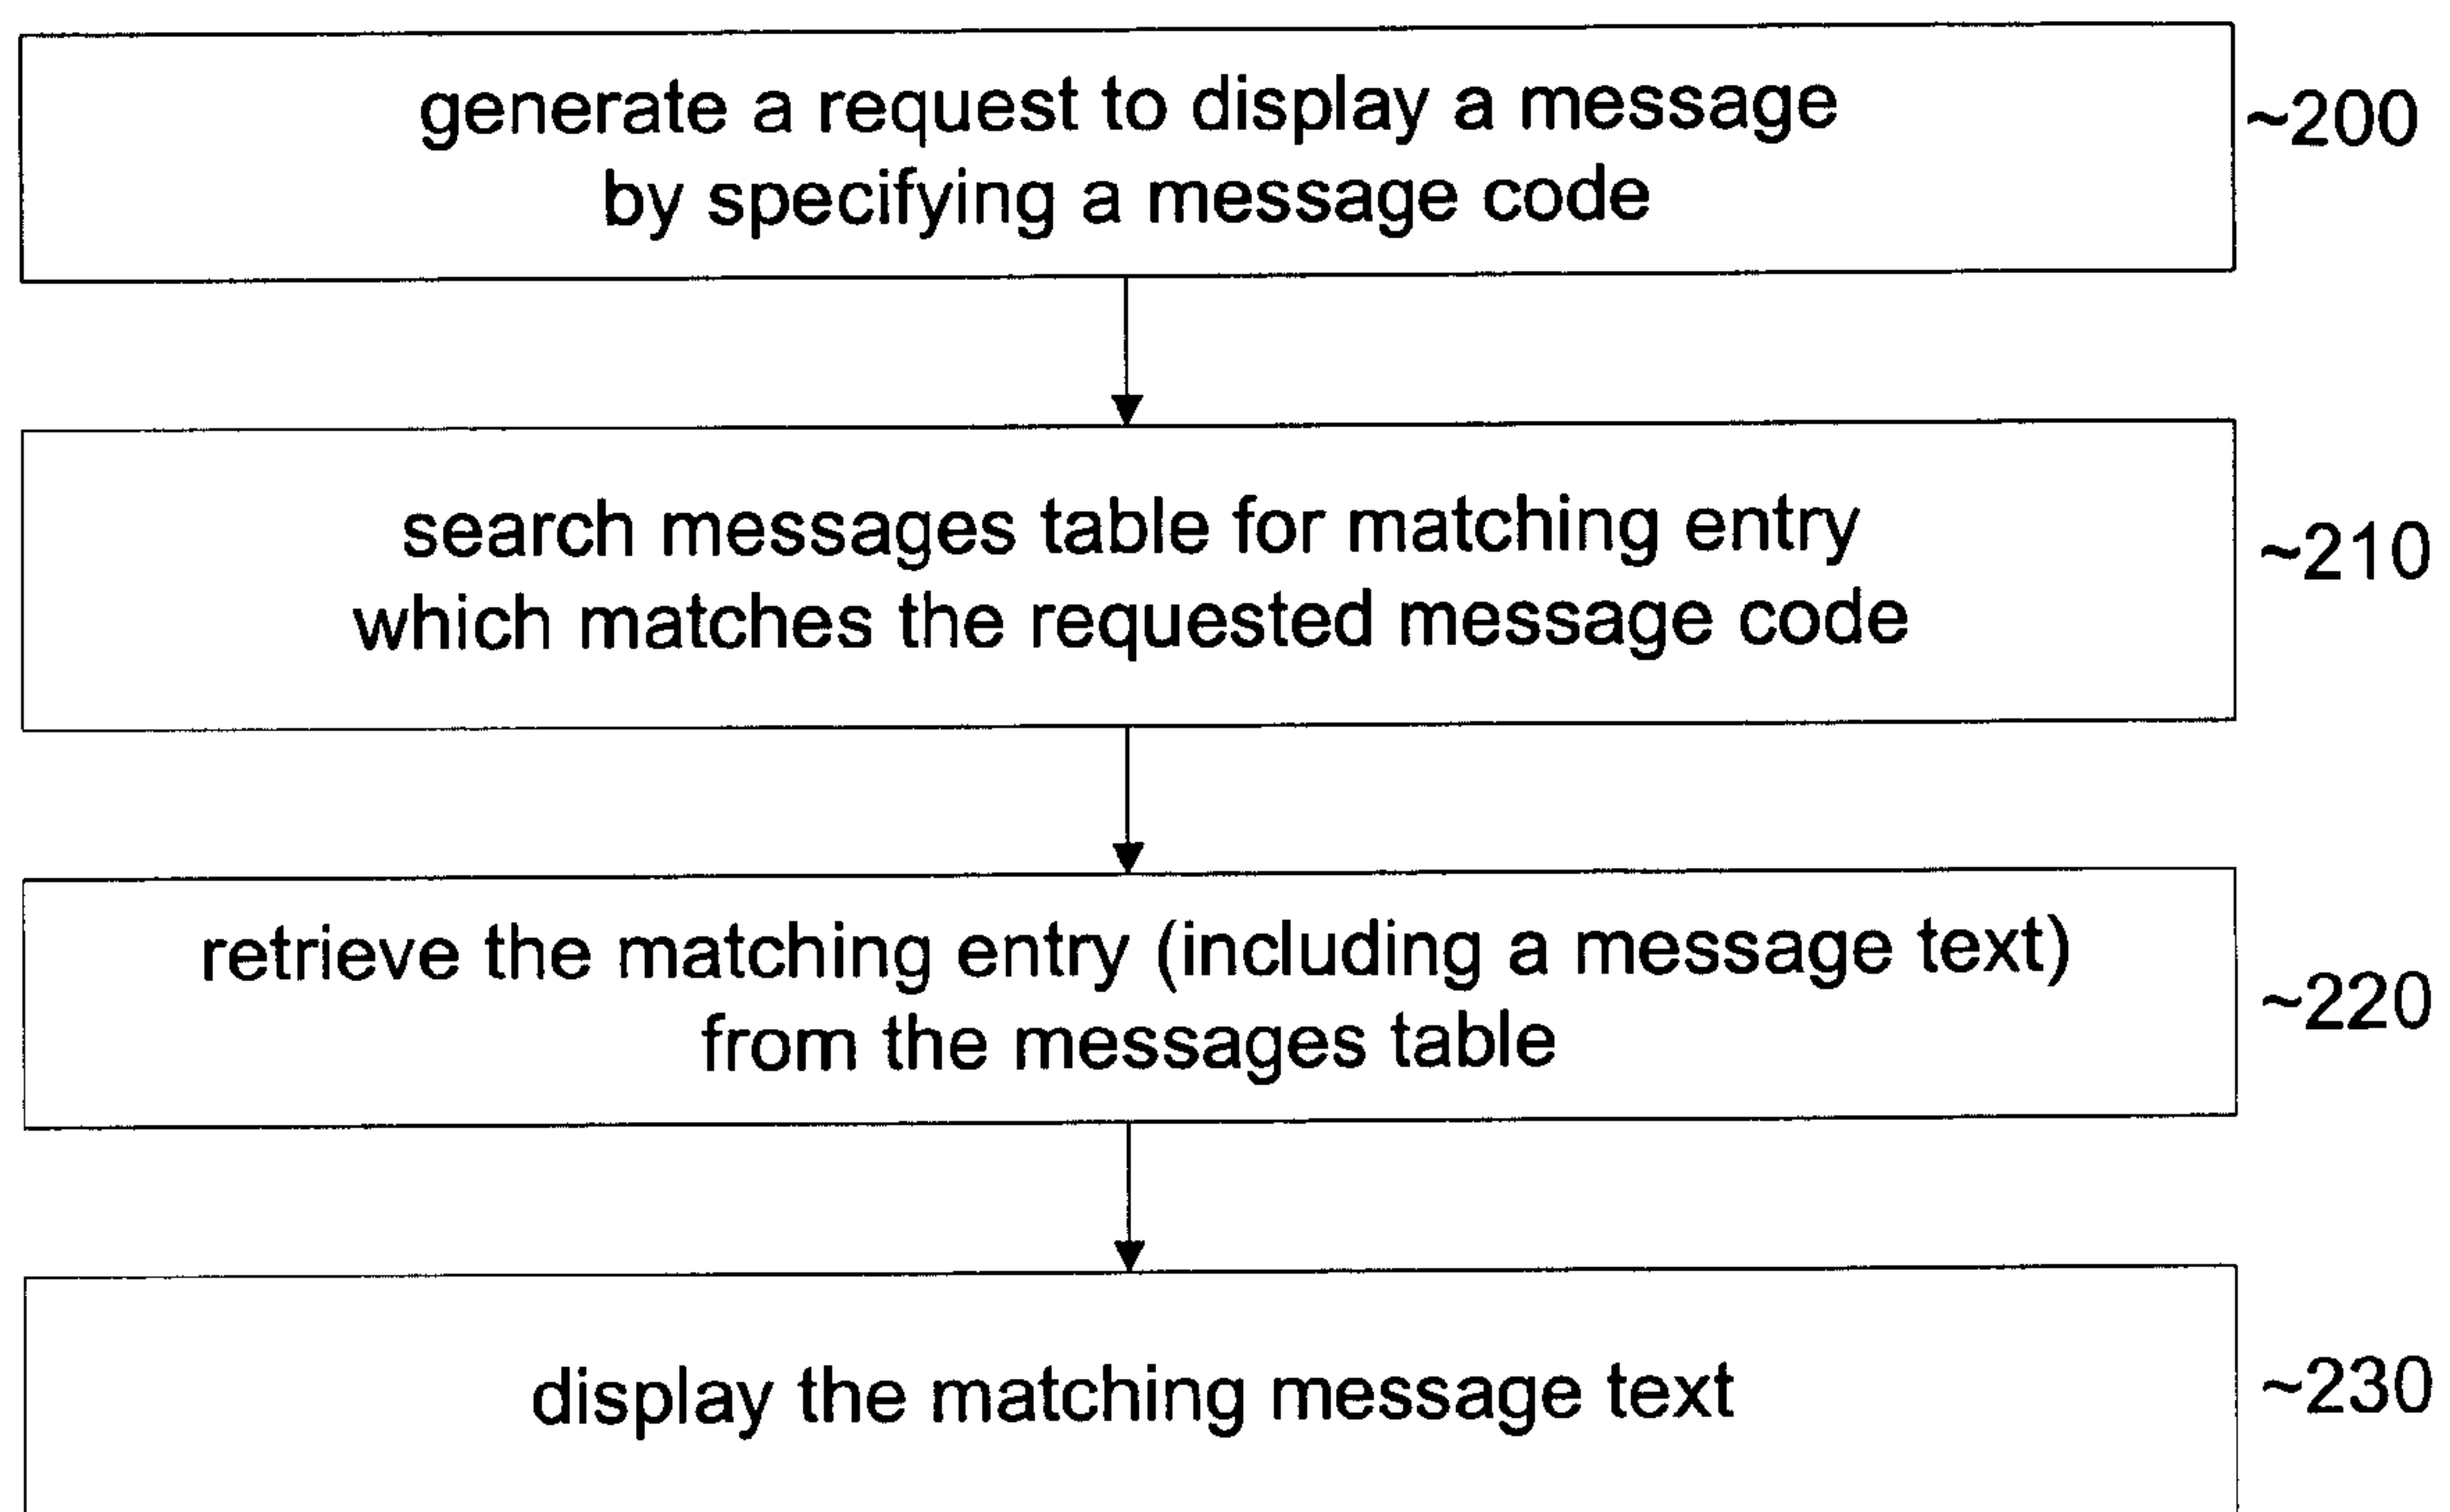 generate a request to display a message
by specifying a message code
~200
search messages table for matching entry
which matches the requested message code
~210
retrieve the matching entry (including a message text)
from the messages table
~220
display the matching message text
~230